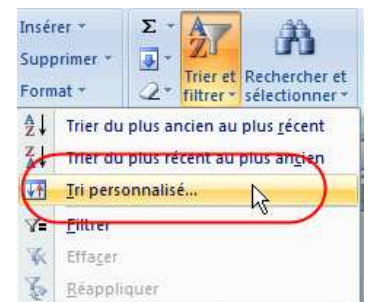 Insérer
Supprimer
Format
Σ
A
Z
Trier et
filtrer
Rechercher et
sélectionner
A
Z
Trier du plus ancien au plus récent
Z
A
Trier du plus récent au plus ancien
Tri personnalisé...
Filtrer
Effacer
Réappliquer